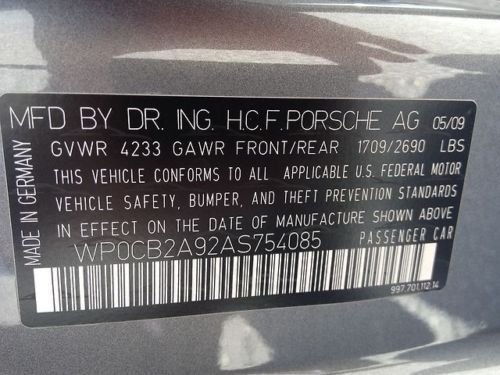 MFD BY DR. ING. H.C.F. PORSCHE AG 05/09
GVWR 4233 GAWR FRONT/REAR 1709/2690 LBS
THIS VEHICLE CONFORMS TO ALL APPLICABLE U.S. FEDERAL MOTOR
VEHICLE SAFETY, BUMPER, AND THEFT PREVENTION STANDARDS
IN EFFECT ON THE DATE OF MANUFACTURE SHOWN ABOVE
WP0CB2A92AS754085 PASSENGER CAR
997.701.112.14
MADE IN GERMANY